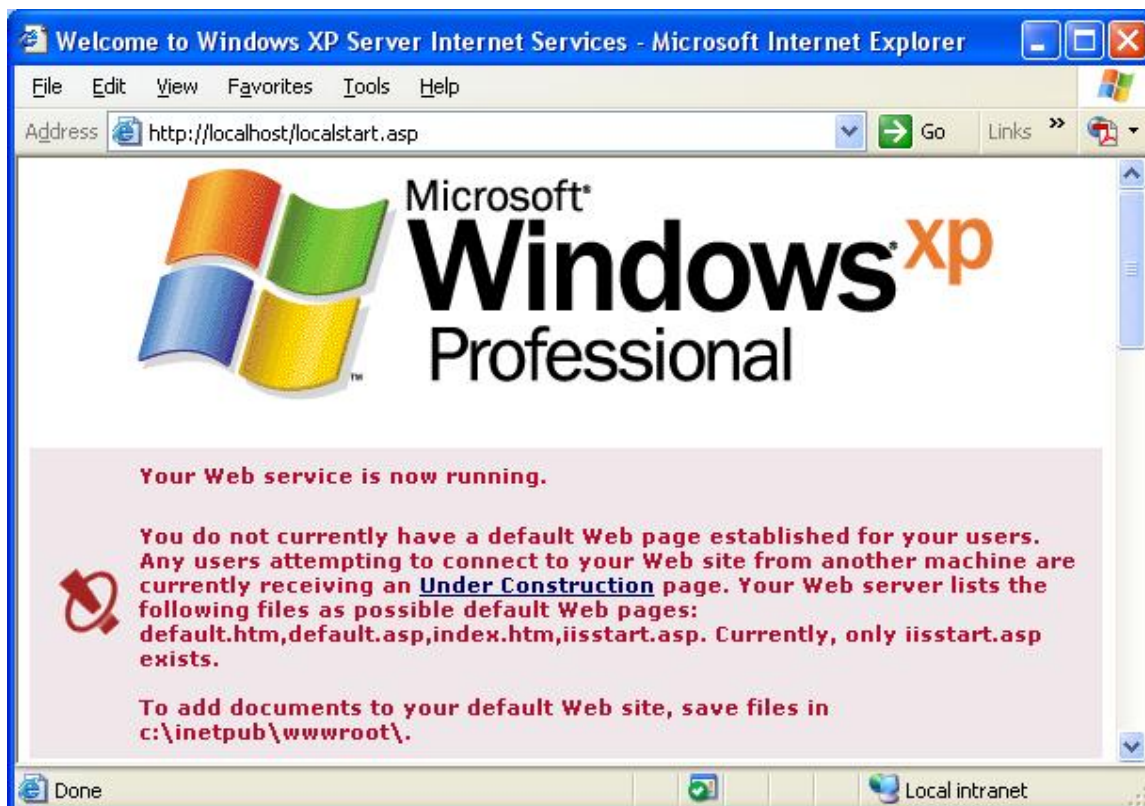 Welcome to Windows XP Server Internet Services - Microsoft Internet Explorer
File Edit View Favorites Tools Help
Address http://localhost/localstart.asp Go Links »
Microsoft®
Windows® xp
Professional
™
Your Web service is now running.
You do not currently have a default Web page established for your users.
Any users attempting to connect to your Web site from another machine are
currently receiving an Under Construction page. Your Web server lists the
following files as possible default Web pages:
default.htm,default.asp,index.htm,iisstart.asp. Currently, only iisstart.asp
exists.
To add documents to your default Web site, save files in
c:\inetpub\wwwroot\.
Done Local intranet